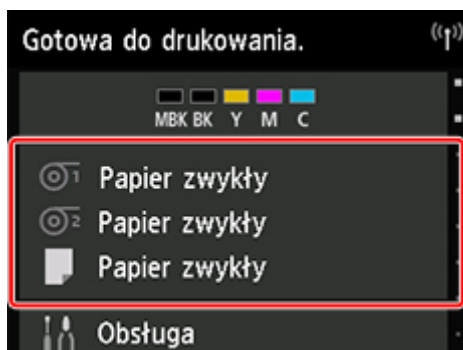 Gotowa do drukowania.
MBK BK Y M C
1 Papier zwykły
2 Papier zwykły
Papier zwykły
Obsługa